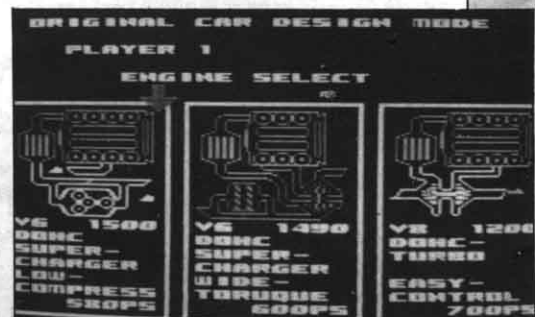 ORIGINAL CAR DESIGN MODE
PLAYER 1
ENGINE SELECT
V6 1500
DOHC
SUPER-
CHARGER
LOW-
COMPRESS
580PS
V6 1490
DOHC
SUPER-
CHARGER
WIDE-
TORUQUE
600PS
V8 1200
DOHC-
TURBO
EASY-
CONTROL
700PS